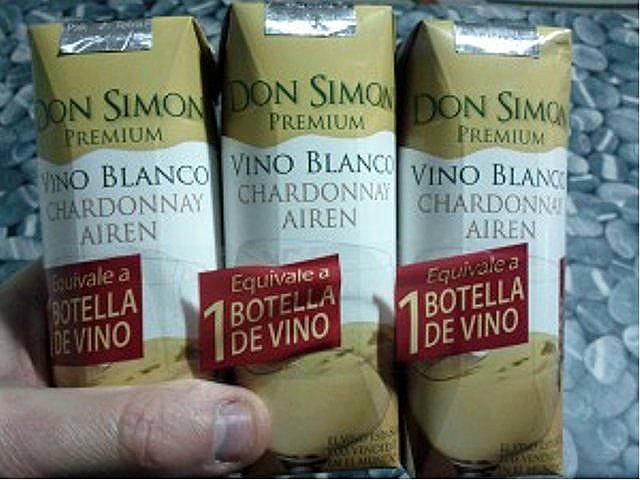 DON SIMON
PREMIUM
VINO BLANCO
CHARDONNAY
AIREN
Equivale a
1 BOTELLA
DE VINO
DON SIMON
PREMIUM
VINO BLANCO
CHARDONNAY
AIREN
Equivale a
1 BOTELLA
DE VINO
DON SIMON
PREMIUM
VINO BLANCO
CHARDONNAY
AIREN
Equivale a
1 BOTELLA
DE VINO